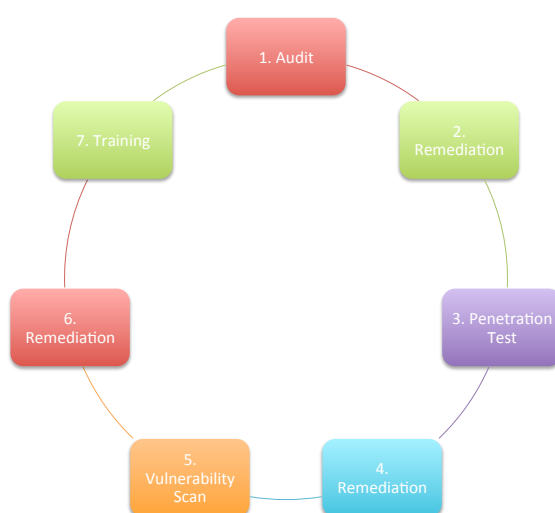 1. Audit
2.
Remediation
3. Penetration
Test
4.
Remediation
5.
Vulnerability
Scan
6.
Remediation
7. Training